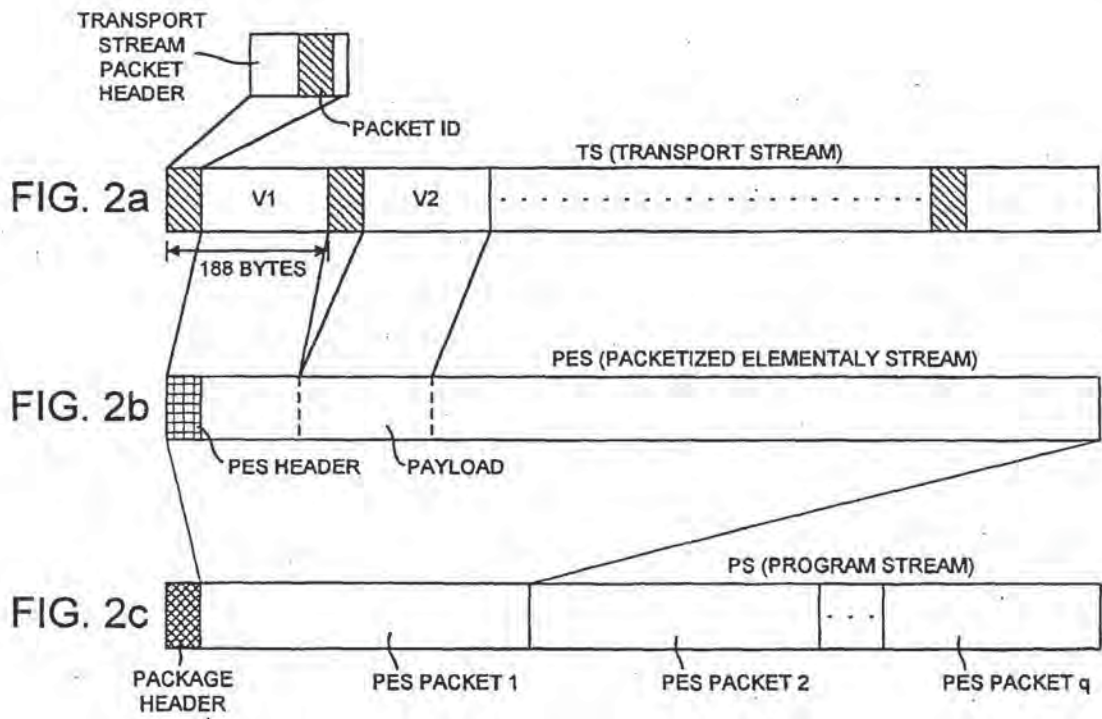 TRANSPORT
STREAM
PACKET
HEADER
PACKET ID
TS (TRANSPORT STREAM)
FIG. 2a
V1
V2
188 BYTES
PES (PACKETIZED ELEMENTALY STREAM)
FIG. 2b
PES HEADER
PAYLOAD
PS (PROGRAM STREAM)
FIG. 2c
PACKAGE
HEADER
PES PACKET 1
PES PACKET 2
PES PACKET q